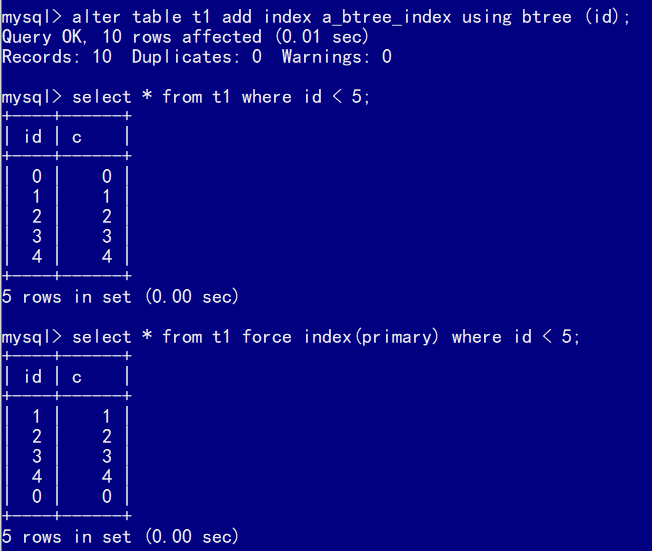 mysql> alter table t1 add index a_btree_index using btree (id);
Query OK, 10 rows affected (0.01 sec)
Records: 10  Duplicates: 0  Warnings: 0

mysql> select * from t1 where id < 5;
+----+------+
| id | c    |
+----+------+
|  0 |    0 |
|  1 |    1 |
|  2 |    2 |
|  3 |    3 |
|  4 |    4 |
+----+------+
5 rows in set (0.00 sec)

mysql> select * from t1 force index(primary) where id < 5;
+----+------+
| id | c    |
+----+------+
|  1 |    1 |
|  2 |    2 |
|  3 |    3 |
|  4 |    4 |
|  0 |    0 |
+----+------+
5 rows in set (0.00 sec)